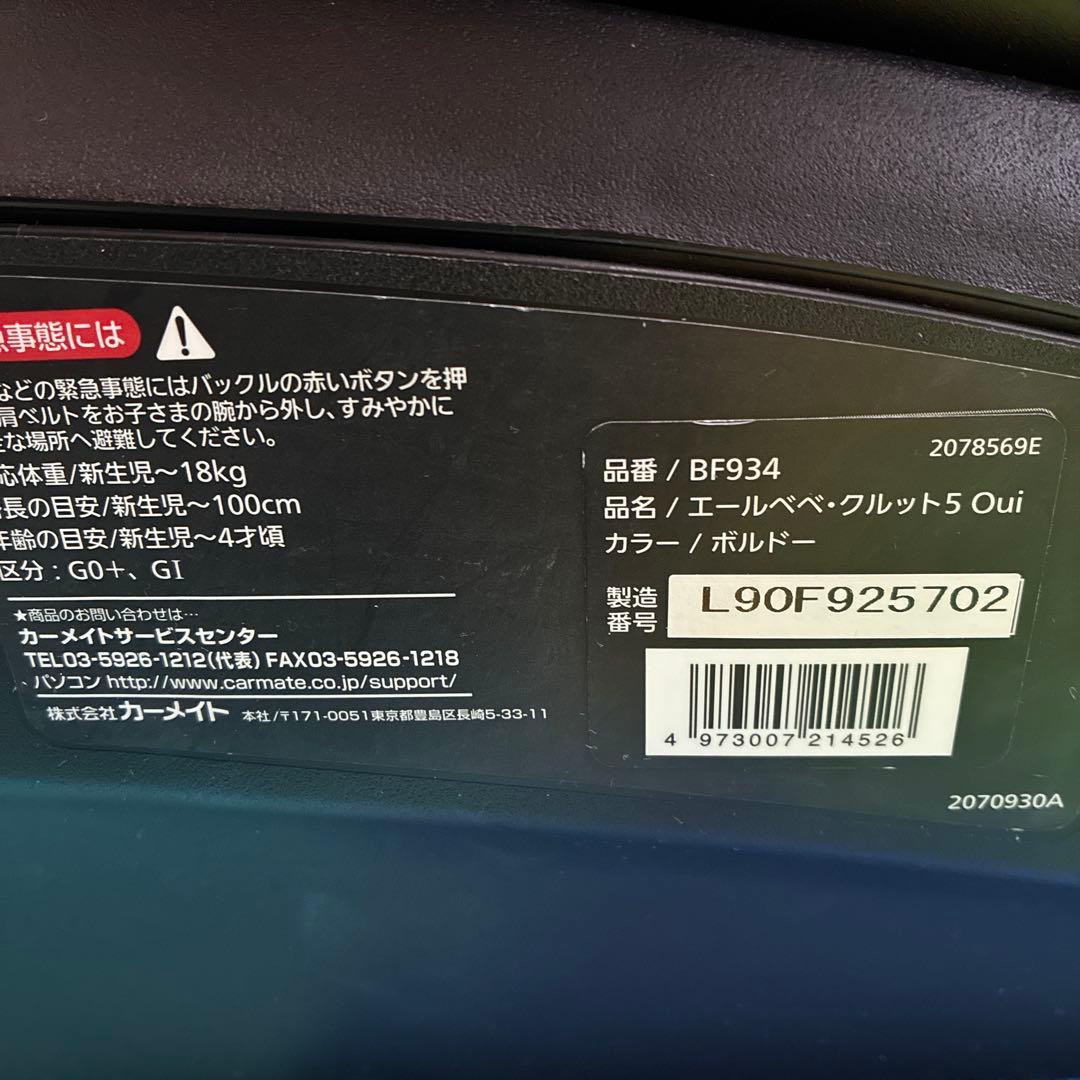 事態には
などの緊急事態にはバックルの赤いボタンを押
肩ベルトをお子さまの腕から外し、すみやかに
な場所へ避難してください。
応体重/新生児〜18kg
長の目安/新生児〜100cm
年齢の目安/新生児〜4才頃
区分：G0＋、GI
★商品のお問い合わせは…
カーメイトサービスセンター
TEL03-5926-1212(代表) FAX03-5926-1218
パソコン http://www.carmate.co.jp/support/
株式会社カーメイト 本社/〒171-0051東京都豊島区長崎5-33-11
2078569E
品番 / BF934
品名 / エールベベ・クルット5 Oui
カラー / ボルドー
製造番号 L90F925702
4 973007 214526
2070930A